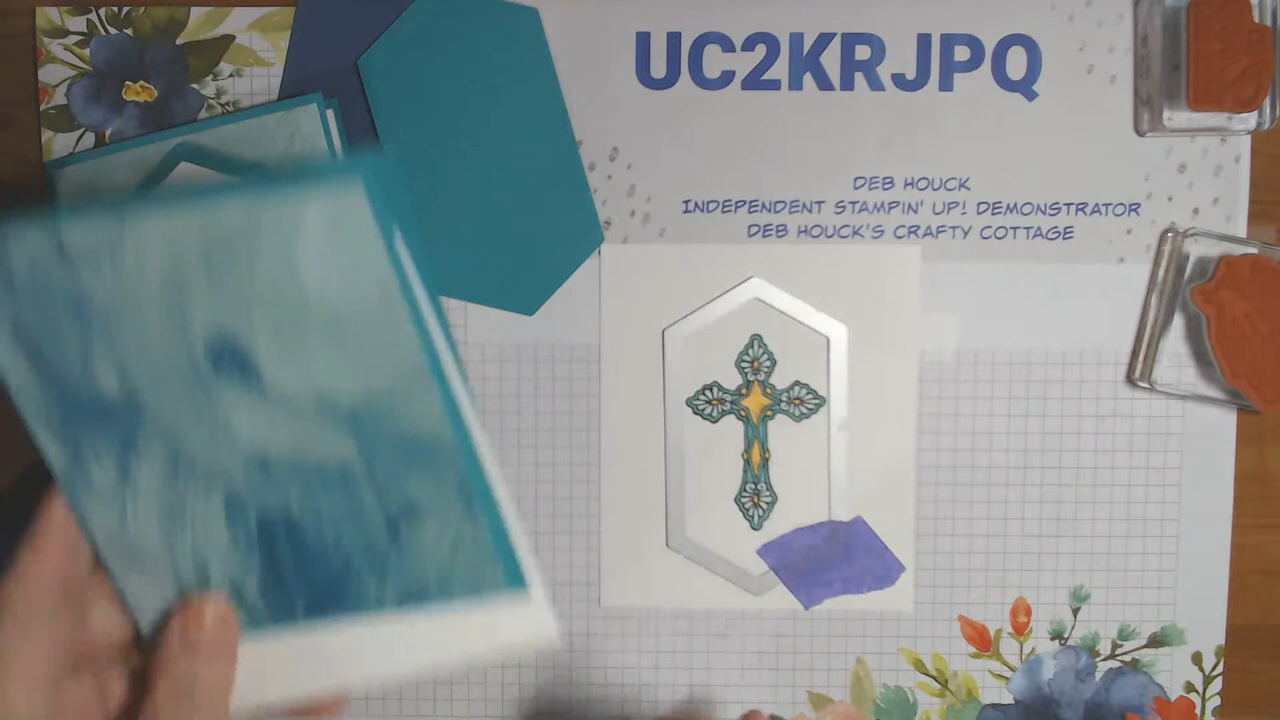 UC2KRJPQ
DEB HOUCK
INDEPENDENT STAMPIN' UP! DEMONSTRATOR
DEB HOUCK'S CRAFTY COTTAGE